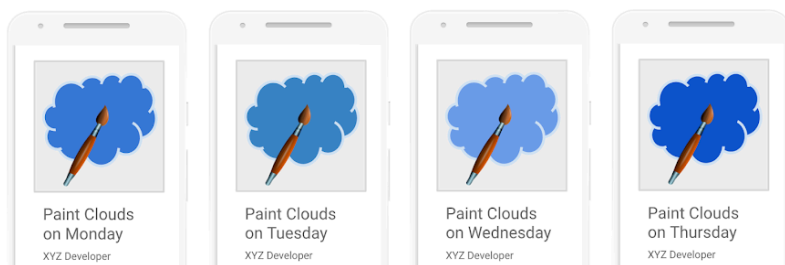 Paint Clouds
on Monday
XYZ Developer
Paint Clouds
on Tuesday
XYZ Developer
Paint Clouds
on Wednesday
XYZ Developer
Paint Clouds
on Thursday
XYZ Developer